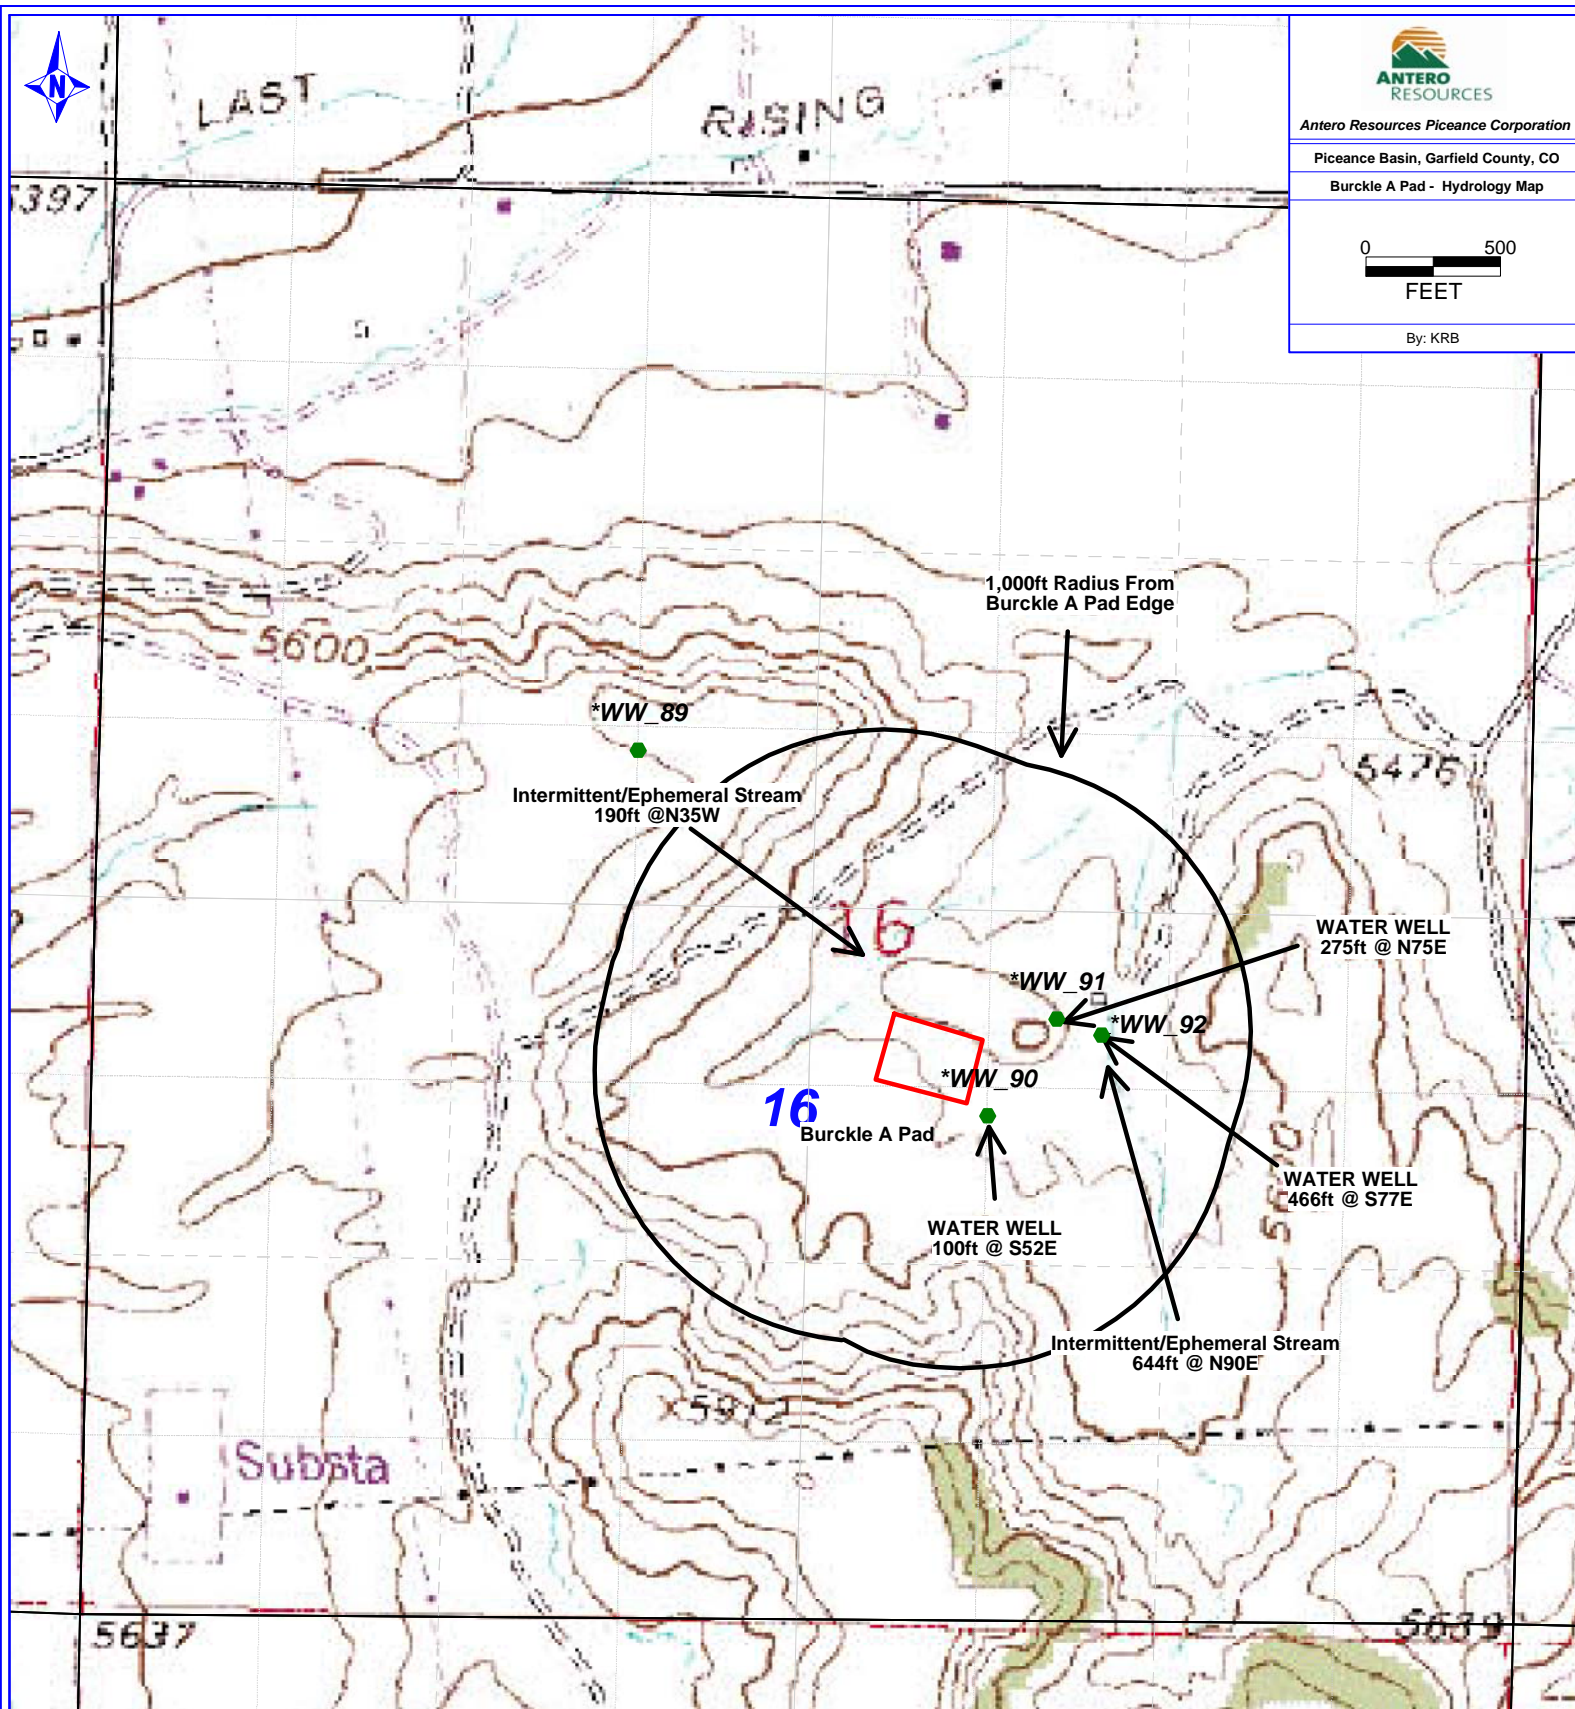 N
LAST
RISING
ANTERO
RESOURCES
Antero Resources Piceance Corporation
Piceance Basin, Garfield County, CO
Burckle A Pad - Hydrology Map
0 500
FEET
By: KRB
5397
1,000ft Radius From
Burckle A Pad Edge
5600
*WW_89
5476
Intermittent/Ephemeral Stream
190ft @N35W
16
WATER WELL
275ft @ N75E
*WW_91
*WW_92
*WW_90
16
Burckle A Pad
WATER WELL
466ft @ S77E
WATER WELL
100ft @ S52E
Intermittent/Ephemeral Stream
644ft @ N90E
Substa
5637
5639